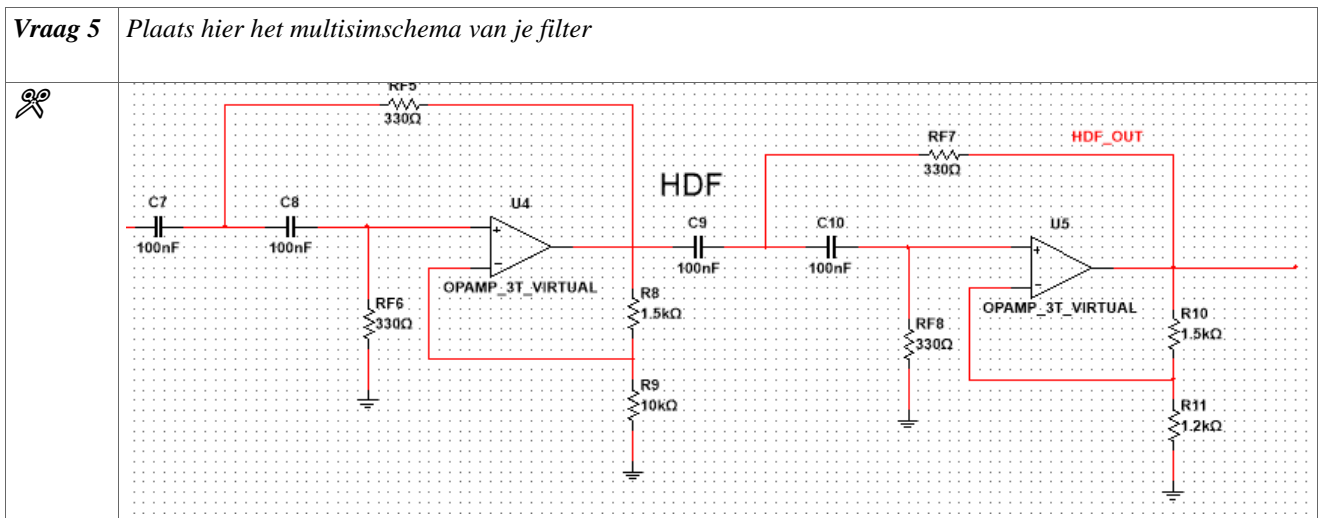 Vraag 5 Plaats hier het multisimschema van je filter
RF5
330Ω
RF7
330Ω
HDF_OUT
HDF
C7
100nF
C8
100nF
U4
OPAMP_3T_VIRTUAL
C9
100nF
C10
100nF
U5
OPAMP_3T_VIRTUAL
RF6
330Ω
R8
1.5kΩ
R9
10kΩ
RF8
330Ω
R10
1.5kΩ
R11
1.2kΩ